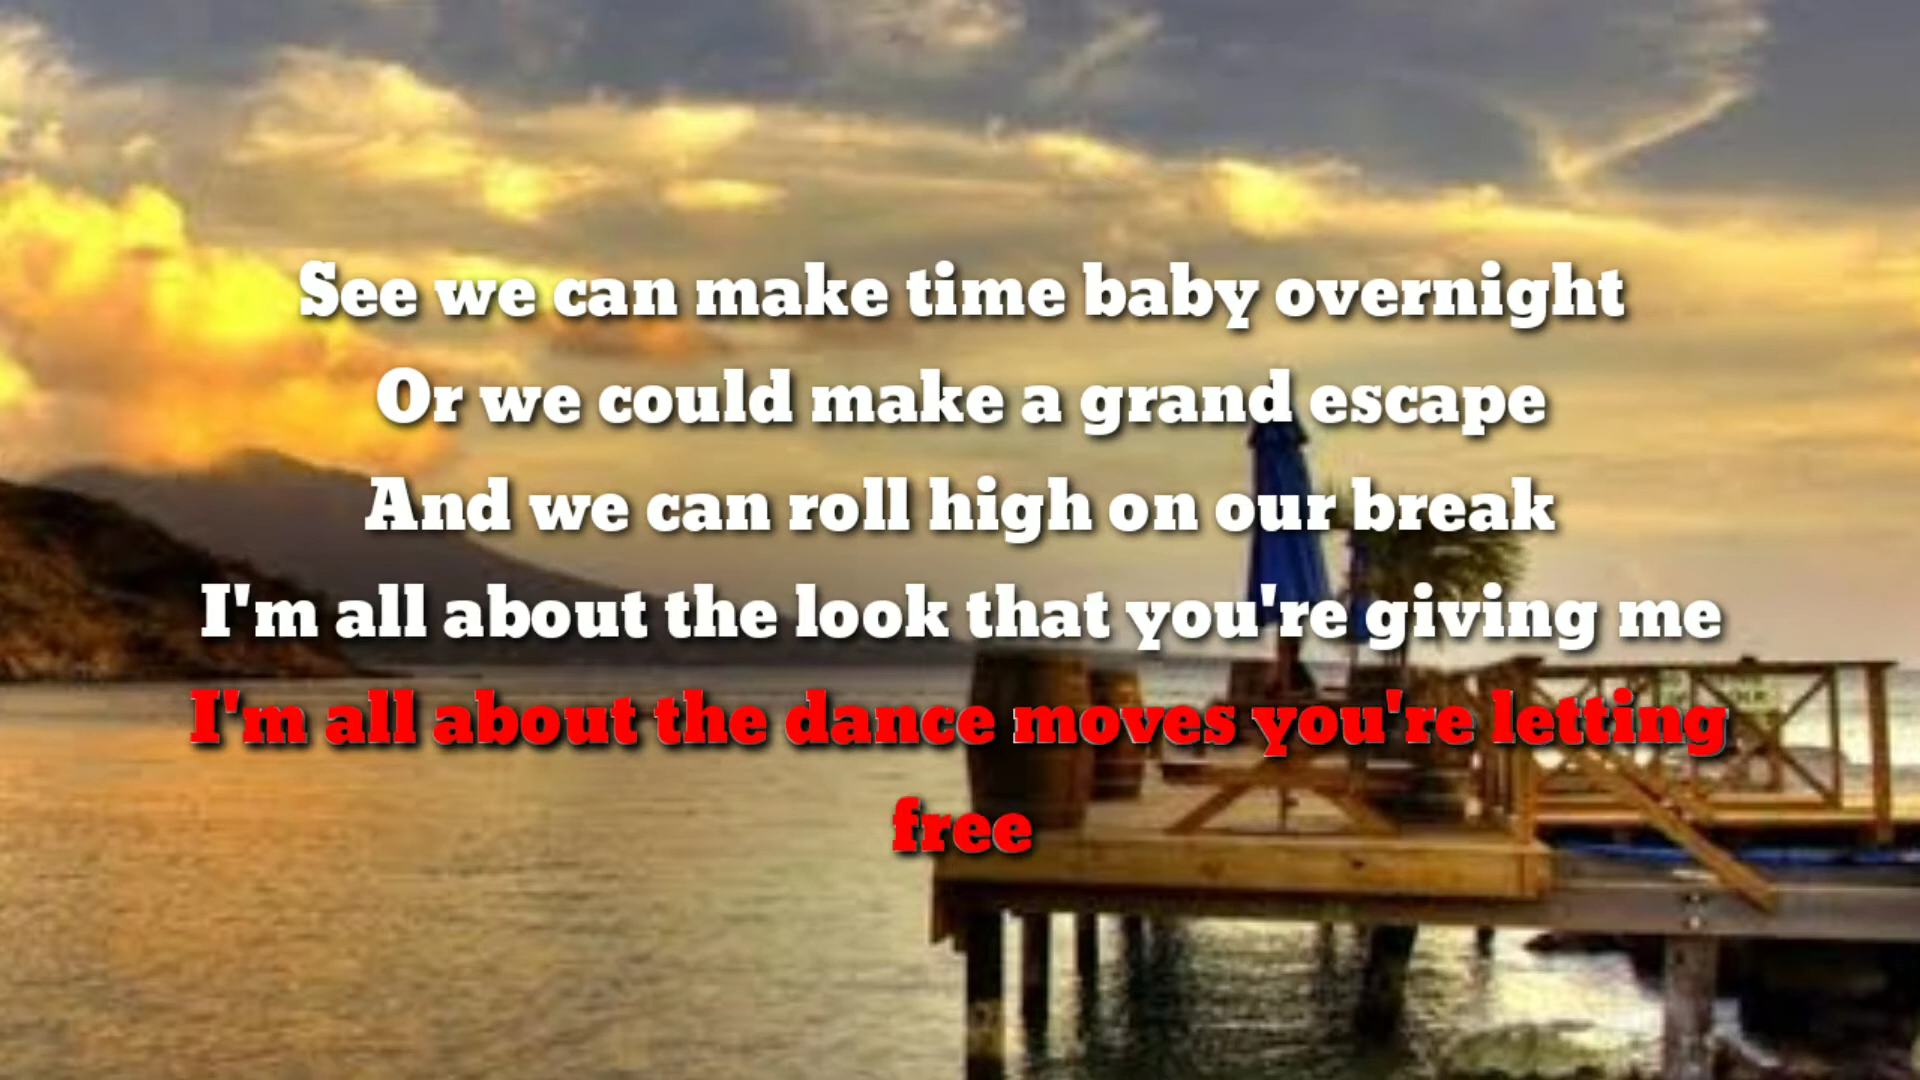 See we can make time baby overnight
Or we could make a grand escape
And we can roll high on our break
I'm all about the look that you're giving me
I'm all about the dance moves you're letting
free